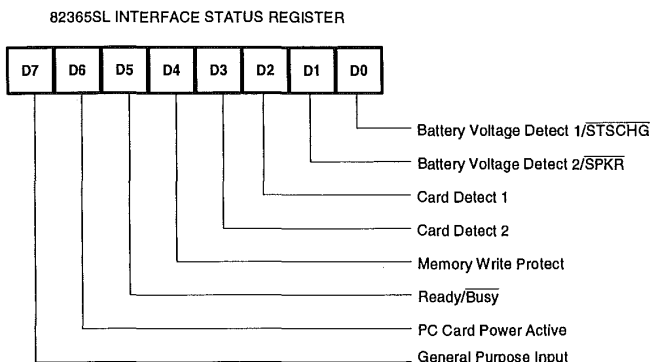 82365SL INTERFACE STATUS REGISTER
D7 D6 D5 D4 D3 D2 D1 D0
Battery Voltage Detect 1/STSCHG
Battery Voltage Detect 2/SPKR
Card Detect 1
Card Detect 2
Memory Write Protect
Ready/Busy
PC Card Power Active
General Purpose Input